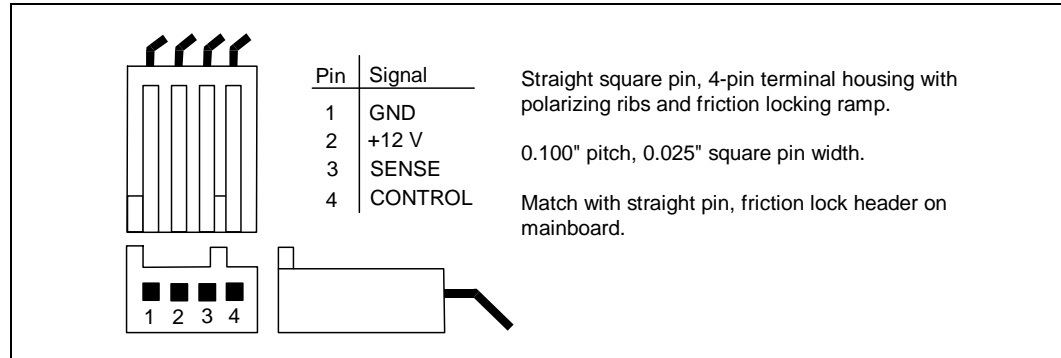 Pin Signal
1 GND
2 +12 V
3 SENSE
4 CONTROL
Straight square pin, 4-pin terminal housing with
polarizing ribs and friction locking ramp.
0.100" pitch, 0.025" square pin width.
Match with straight pin, friction lock header on
mainboard.
1 2 3 4